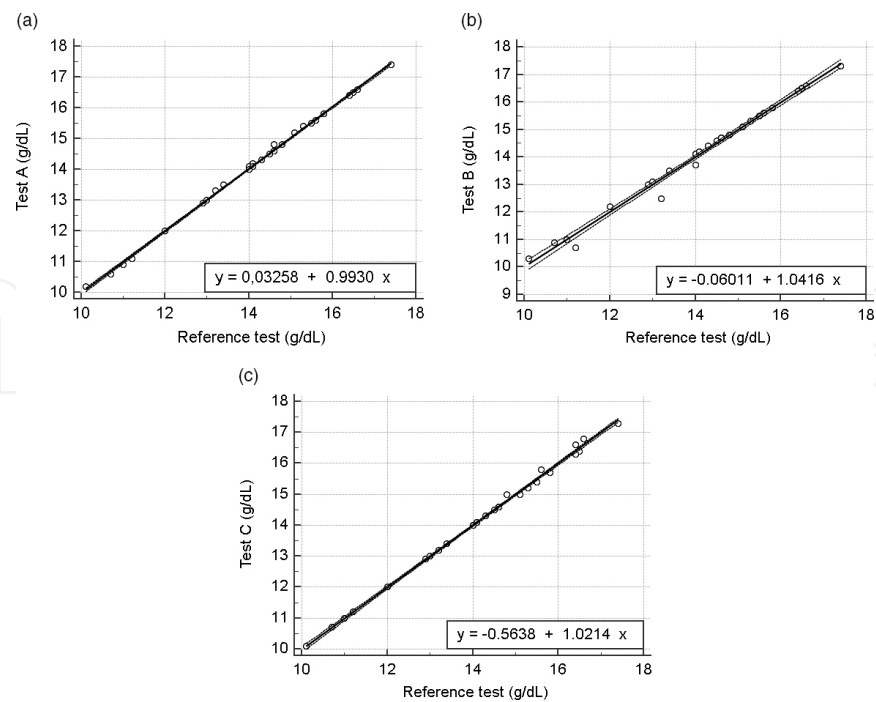 (a)
18
17
16
15
14
13
12
11
10
Test A (g/dL)
y = 0,03258 + 0.9930 x
10 12 14 16 18
Reference test (g/dL)
(b)
18
17
16
15
14
13
12
11
10
9
Test B (g/dL)
y = -0.06011 + 1.0416 x
10 12 14 16 18
Reference test (g/dL)
(c)
18
17
16
15
14
13
12
11
10
Test C (g/dL)
y = -0.5638 + 1.0214 x
10 12 14 16 18
Reference test (g/dL)